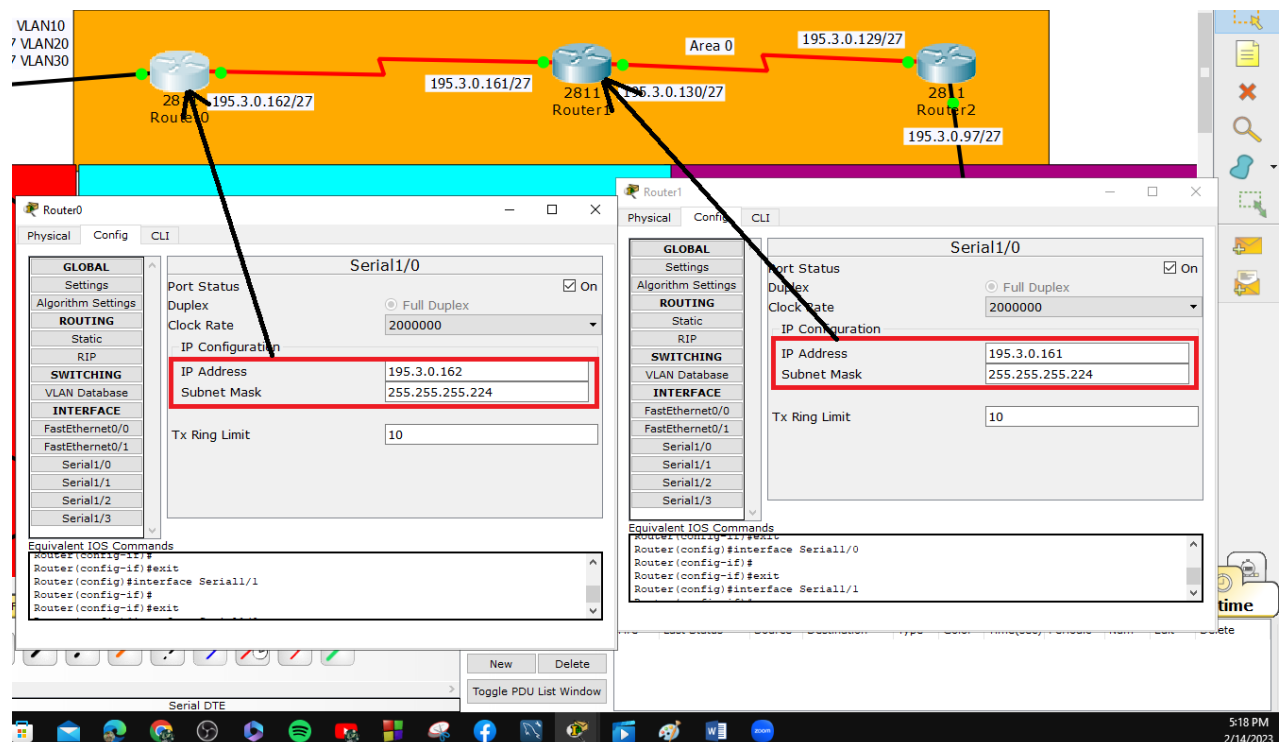 VLAN10
VLAN20
VLAN30
Area 0
195.3.0.129/27
195.3.0.161/27
195.3.0.162/27
195.3.0.130/27
2811
Router0
2811
Router1
2811
Router2
195.3.0.97/27
Router0
Physical Config CLI
GLOBAL
Settings
Algorithm Settings
ROUTING
Static
RIP
SWITCHING
VLAN Database
INTERFACE
FastEthernet0/0
FastEthernet0/1
Serial1/0
Serial1/1
Serial1/2
Serial1/3
Serial1/0
Port Status On
Duplex Full Duplex
Clock Rate 2000000
IP Configuration
IP Address 195.3.0.162
Subnet Mask 255.255.255.224
Tx Ring Limit 10
Equivalent IOS Commands
Router(config-if)#
Router(config-if)#exit
Router(config)#interface Serial1/1
Router(config-if)#
Router(config-if)#exit
Router1
Physical Config CLI
GLOBAL
Settings
Algorithm Settings
ROUTING
Static
RIP
SWITCHING
VLAN Database
INTERFACE
FastEthernet0/0
FastEthernet0/1
Serial1/0
Serial1/1
Serial1/2
Serial1/3
Serial1/0
Port Status On
Duplex Full Duplex
Clock Rate 2000000
IP Configuration
IP Address 195.3.0.161
Subnet Mask 255.255.255.224
Tx Ring Limit 10
Equivalent IOS Commands
Router(config-if)#exit
Router(config)#interface Serial1/0
Router(config-if)#
Router(config-if)#exit
Router(config)#interface Serial1/1
time
New Delete
Toggle PDU List Window
Serial DTE
zoom
5:18 PM
2/14/2023